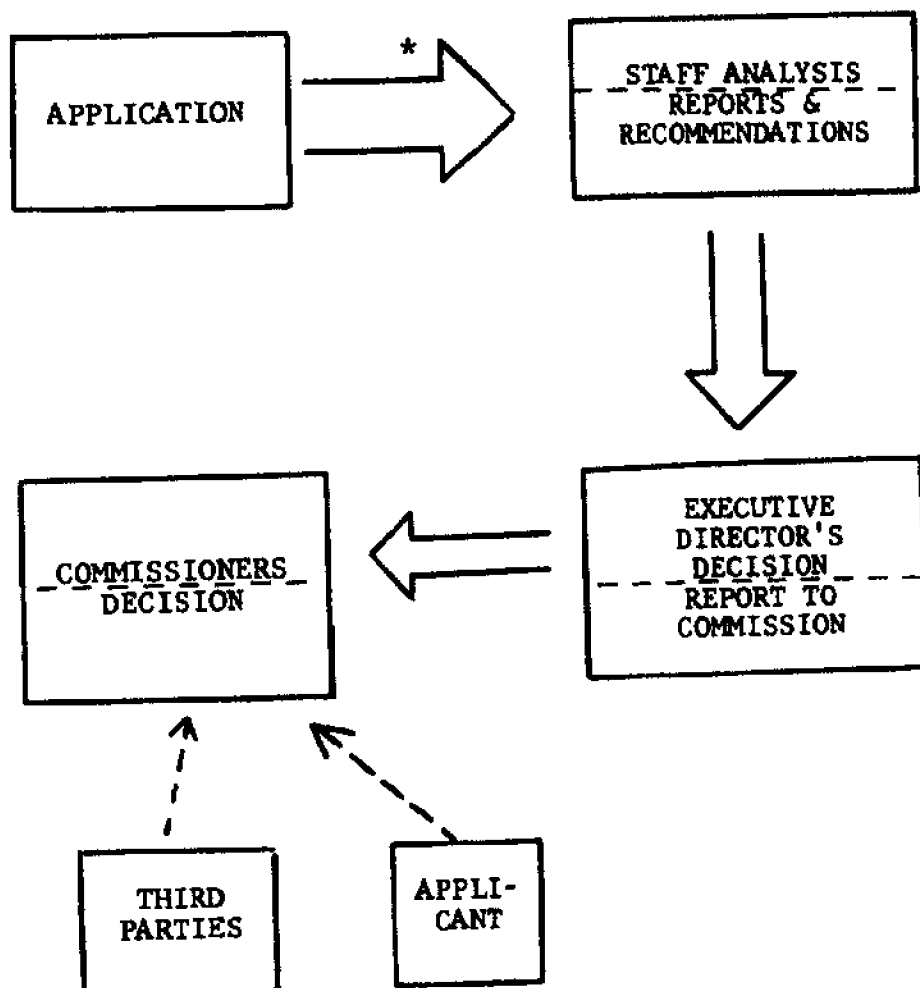 *
APPLICATION
STAFF ANALYSIS
REPORTS &
RECOMMENDATIONS
COMMISSIONERS
DECISION
EXECUTIVE
DIRECTOR'S
DECISION
REPORT TO
COMMISSION
THIRD
PARTIES
APPLI-
CANT